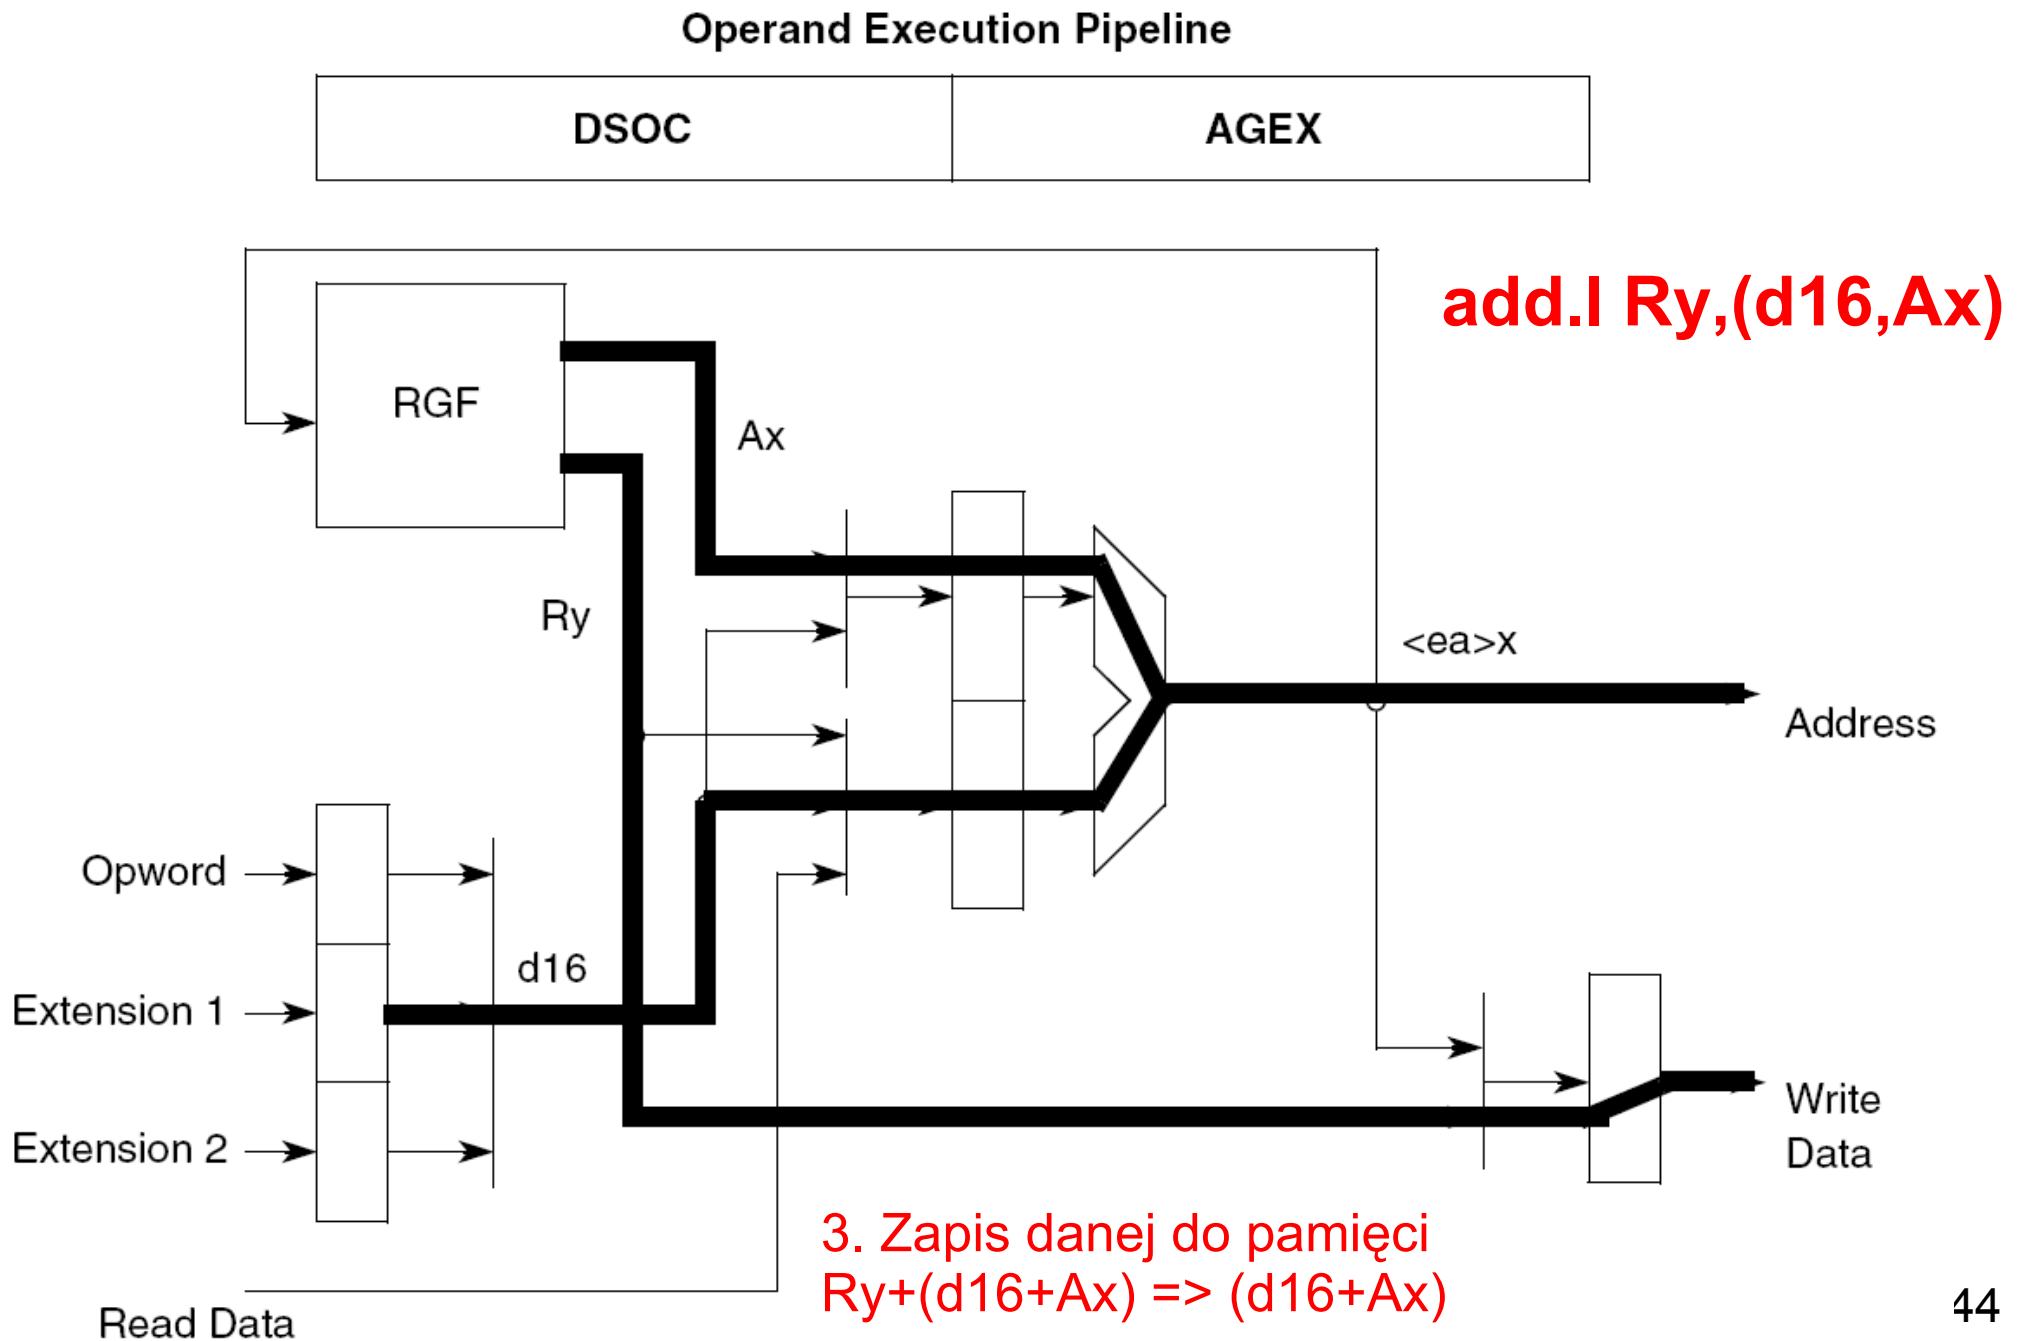 Operand Execution Pipeline
DSOC
AGEX
add.l Ry,(d16,Ax)
RGF
Ax
Ry
<ea>x
Address
Opword
d16
Extension 1
Extension 2
Write
Data
3. Zapis danej do pamięci
Ry+(d16+Ax) => (d16+Ax)
Read Data
44